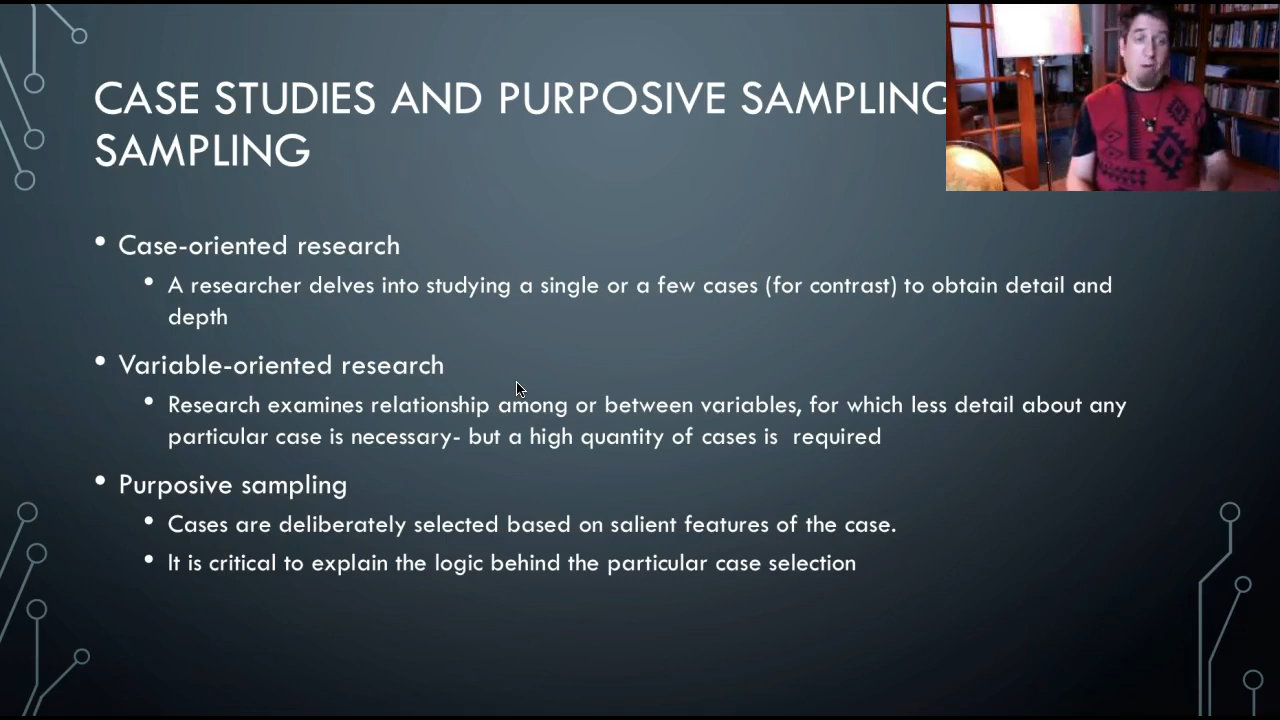 CASE STUDIES AND PURPOSIVE SAMPLING
SAMPLING
• Case-oriented research
• A researcher delves into studying a single or a few cases (for contrast) to obtain detail and
depth
• Variable-oriented research
• Research examines relationship among or between variables, for which less detail about any
particular case is necessary- but a high quantity of cases is  required
• Purposive sampling
• Cases are deliberately selected based on salient features of the case.
• It is critical to explain the logic behind the particular case selection